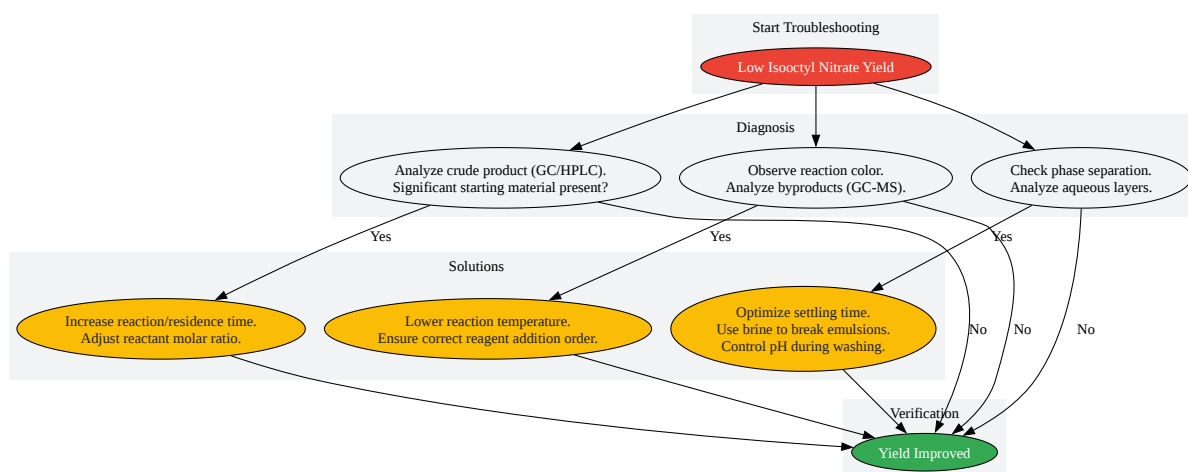 Start Troubleshooting
Low Isooctyl Nitrate Yield
Diagnosis
Analyze crude product (GC/HPLC).
Significant starting material present?
Observe reaction color.
Analyze byproducts (GC-MS).
Check phase separation.
Analyze aqueous layers.
Yes
Yes
Yes
Solutions
Increase reaction/residence time.
Adjust reactant molar ratio.
Lower reaction temperature.
Ensure correct reagent addition order.
Optimize settling time.
Use brine to break emulsions.
Control pH during washing.
No
No
No
Verification
Yield Improved